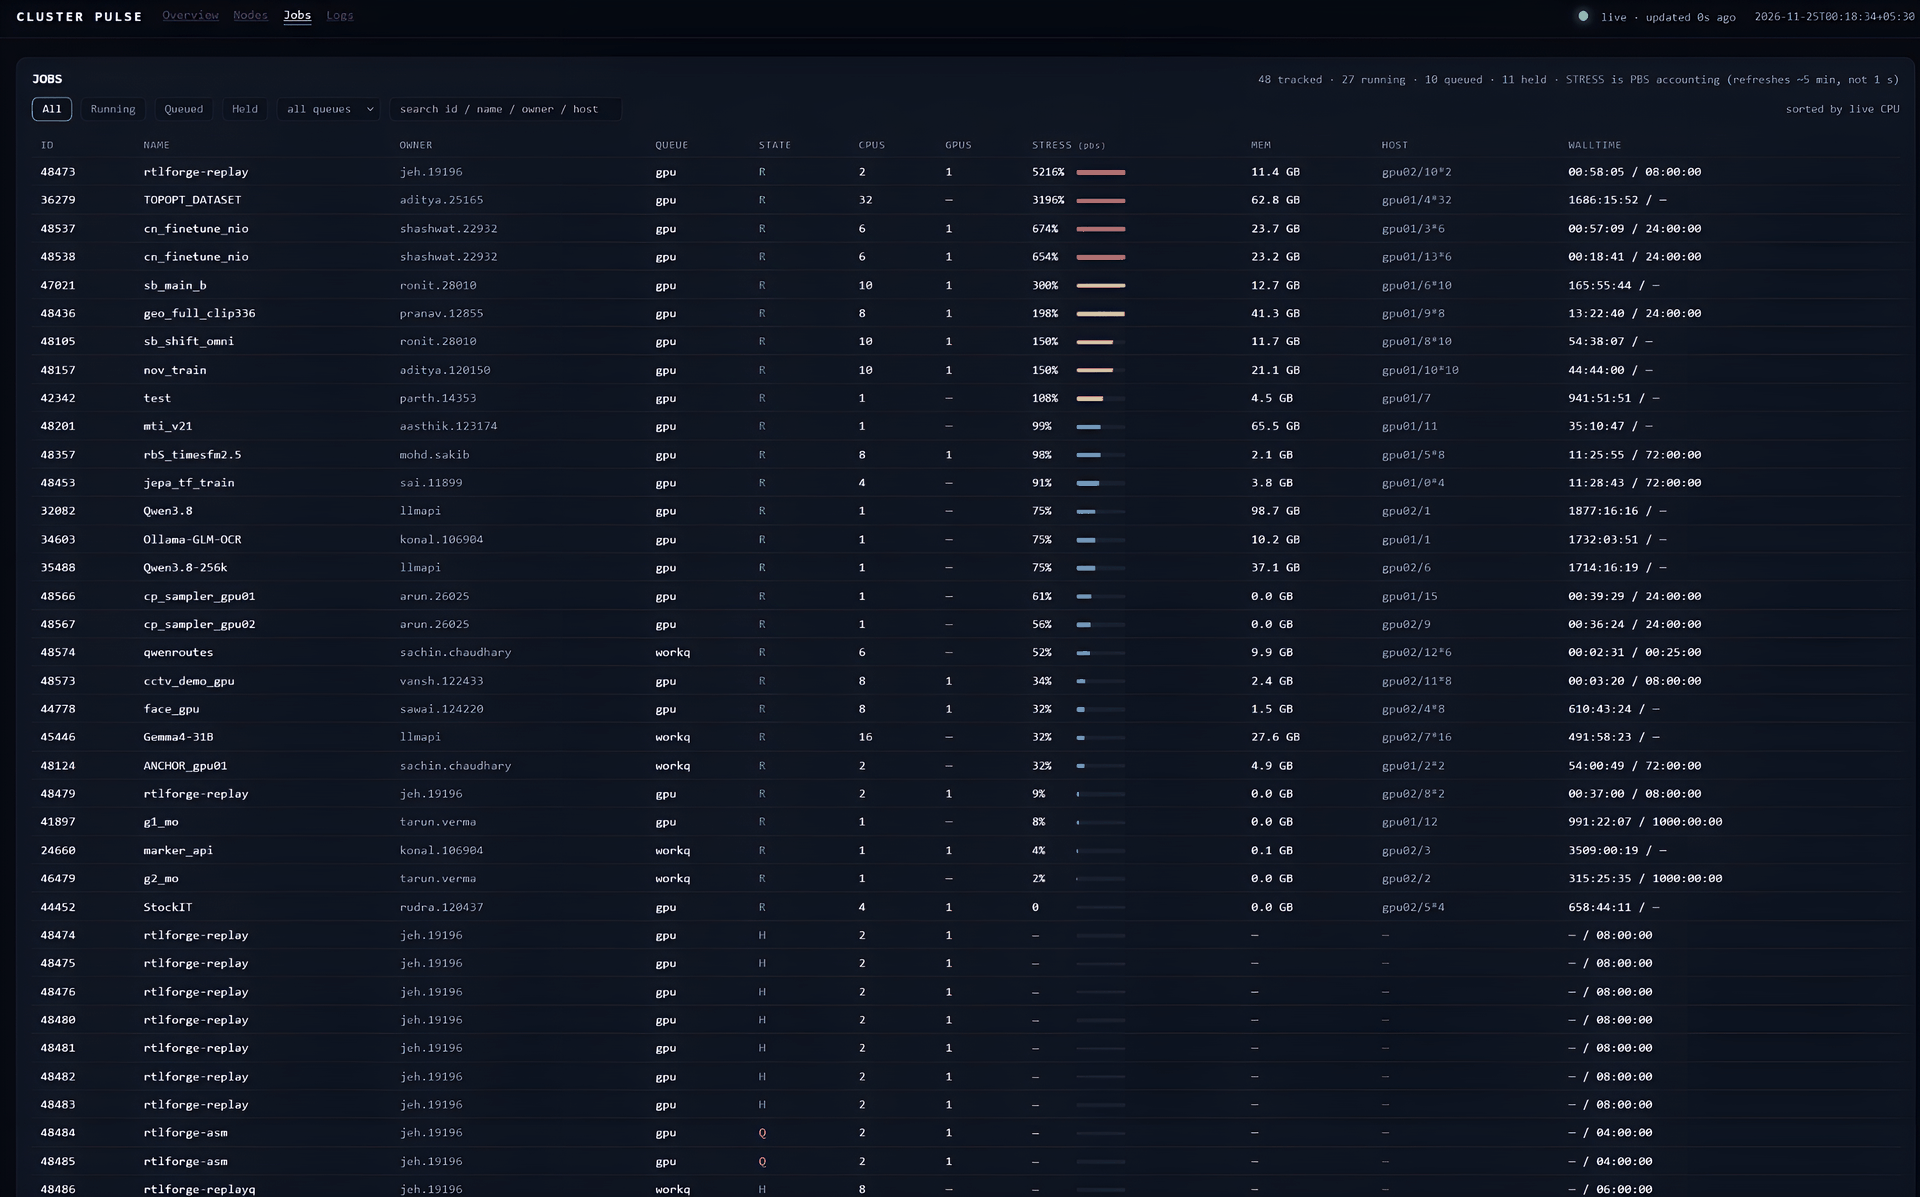 CLUSTER PULSE Overview Nodes Jobs Logs live · updated 0s ago 2026-11-25T00:18:34+05:30
JOBS 48 tracked · 27 running · 10 queued · 11 held · STRESS is PBS accounting (refreshes ~5 min, not 1 s)
All Running Queued Held all queues search id / name / owner / host sorted by live CPU
ID NAME OWNER QUEUE STATE CPUS GPUS STRESS (pbs) MEM HOST WALLTIME
48473 rtlforge-replay jeh.19196 gpu R 2 1 5216% 11.4 GB gpu02/10*2 00:58:05 / 08:00:00
36279 TOPOPT_DATASET aditya.25165 gpu R 32 — 3196% 62.8 GB gpu01/4*32 1686:15:52 / —
48537 cn_finetune_nio shashwat.22932 gpu R 6 1 674% 23.7 GB gpu01/3*6 00:57:09 / 24:00:00
48538 cn_finetune_nio shashwat.22932 gpu R 6 1 654% 23.2 GB gpu01/13*6 00:18:41 / 24:00:00
47021 sb_main_b ronit.28010 gpu R 10 1 300% 12.7 GB gpu01/6*10 165:55:44 / —
48436 geo_full_clip336 pranav.12855 gpu R 8 1 198% 41.3 GB gpu01/9*8 13:22:40 / 24:00:00
48105 sb_shift_omni ronit.28010 gpu R 10 1 150% 11.7 GB gpu01/8*10 54:38:07 / —
48157 nov_train aditya.120150 gpu R 10 1 150% 21.1 GB gpu01/10*10 44:44:00 / —
42342 test parth.14353 gpu R 1 — 108% 4.5 GB gpu01/7 941:51:51 / —
48201 mti_v21 aasthik.123174 gpu R 1 1 99% 65.5 GB gpu01/11 35:10:47 / —
48357 rbS_timesfm2.5 mohd.sakib gpu R 8 1 98% 2.1 GB gpu01/5*8 11:25:55 / 72:00:00
48453 jepa_tf_train sai.11899 gpu R 4 — 91% 3.8 GB gpu01/0*4 11:28:43 / 72:00:00
32082 Qwen3.8 llmapi gpu R 1 — 75% 98.7 GB gpu02/1 1877:16:16 / —
34603 Ollama-GLM-OCR konal.106904 gpu R 1 — 75% 10.2 GB gpu01/1 1732:03:51 / —
35488 Qwen3.8-256k llmapi gpu R 1 — 75% 37.1 GB gpu02/6 1714:16:19 / —
48566 cp_sampler_gpu01 arun.26025 gpu R 1 — 61% 0.0 GB gpu01/15 00:39:29 / 24:00:00
48567 cp_sampler_gpu02 arun.26025 gpu R 1 — 56% 0.0 GB gpu02/9 00:36:24 / 24:00:00
48574 qwenroutes sachin.chaudhary workq R 6 — 52% 9.9 GB gpu02/12*6 00:02:31 / 00:25:00
48573 cctv_demo_gpu vansh.122433 gpu R 8 1 34% 2.4 GB gpu02/11*8 00:03:20 / 08:00:00
44778 face_gpu sawai.124220 gpu R 8 1 32% 1.5 GB gpu02/4*8 610:43:24 / —
45446 Gemma4-31B llmapi workq R 16 — 32% 27.6 GB gpu02/7*16 491:58:23 / —
48124 ANCHOR_gpu01 sachin.chaudhary workq R 2 — 32% 4.9 GB gpu01/2*2 54:00:49 / 72:00:00
48479 rtlforge-replay jeh.19196 gpu R 2 1 9% 0.0 GB gpu02/8*2 00:37:00 / 08:00:00
41897 g1_mo tarun.verma gpu R 1 — 8% 0.0 GB gpu01/12 991:22:07 / 1000:00:00
24660 marker_api konal.106904 workq R 1 1 4% 0.1 GB gpu02/3 3509:00:19 / —
46479 g2_mo tarun.verma workq R 1 — 2% 0.0 GB gpu02/2 315:25:35 / 1000:00:00
44452 StockIT rudra.120437 gpu R 4 1 0 0.0 GB gpu02/5*4 658:44:11 / —
48474 rtlforge-replay jeh.19196 gpu H 2 1 — — — — / 08:00:00
48475 rtlforge-replay jeh.19196 gpu H 2 1 — — — — / 08:00:00
48476 rtlforge-replay jeh.19196 gpu H 2 1 — — — — / 08:00:00
48480 rtlforge-replay jeh.19196 gpu H 2 1 — — — — / 08:00:00
48481 rtlforge-replay jeh.19196 gpu H 2 1 — — — — / 08:00:00
48482 rtlforge-replay jeh.19196 gpu H 2 1 — — — — / 08:00:00
48483 rtlforge-replay jeh.19196 gpu H 2 1 — — — — / 08:00:00
48484 rtlforge-asm jeh.19196 gpu Q 2 1 — — — — / 04:00:00
48485 rtlforge-asm jeh.19196 gpu Q 2 1 — — — — / 04:00:00
48486 rtlforge-replayq jeh.19196 workq H 8 — — — — — / 06:00:00